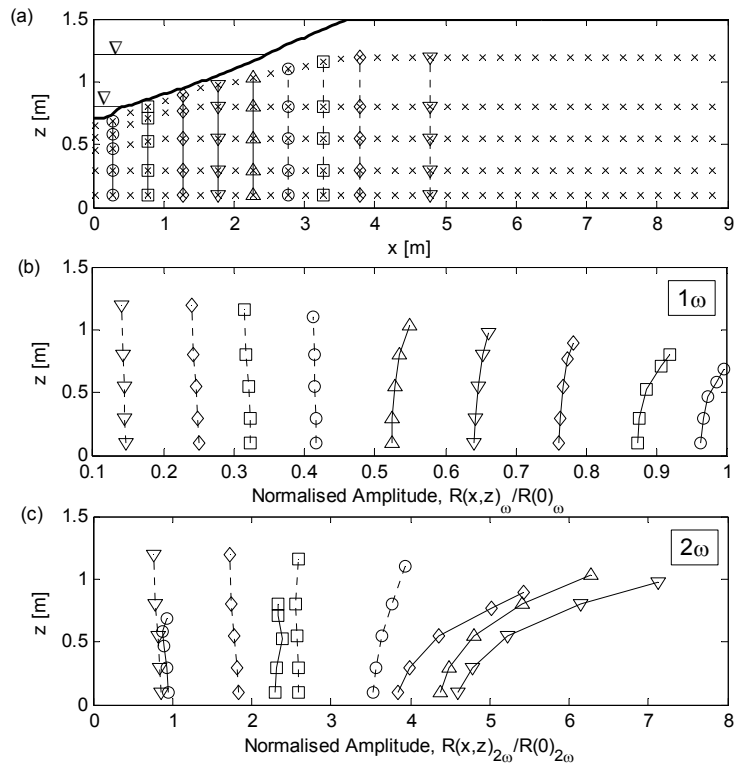 (a)
1.5
1
0.5
0
z [m]
0 1 2 3 4 5 6 7 8 9
x [m]
(b)
1.5
1
0.5
0
z [m]
1ω
0.1 0.2 0.3 0.4 0.5 0.6 0.7 0.8 0.9 1
Normalised Amplitude, R(x,z)ω/R(0)ω
(c)
1.5
1
0.5
0
z [m]
2ω
0 1 2 3 4 5 6 7 8
Normalised Amplitude, R(x,z)2ω/R(0)2ω